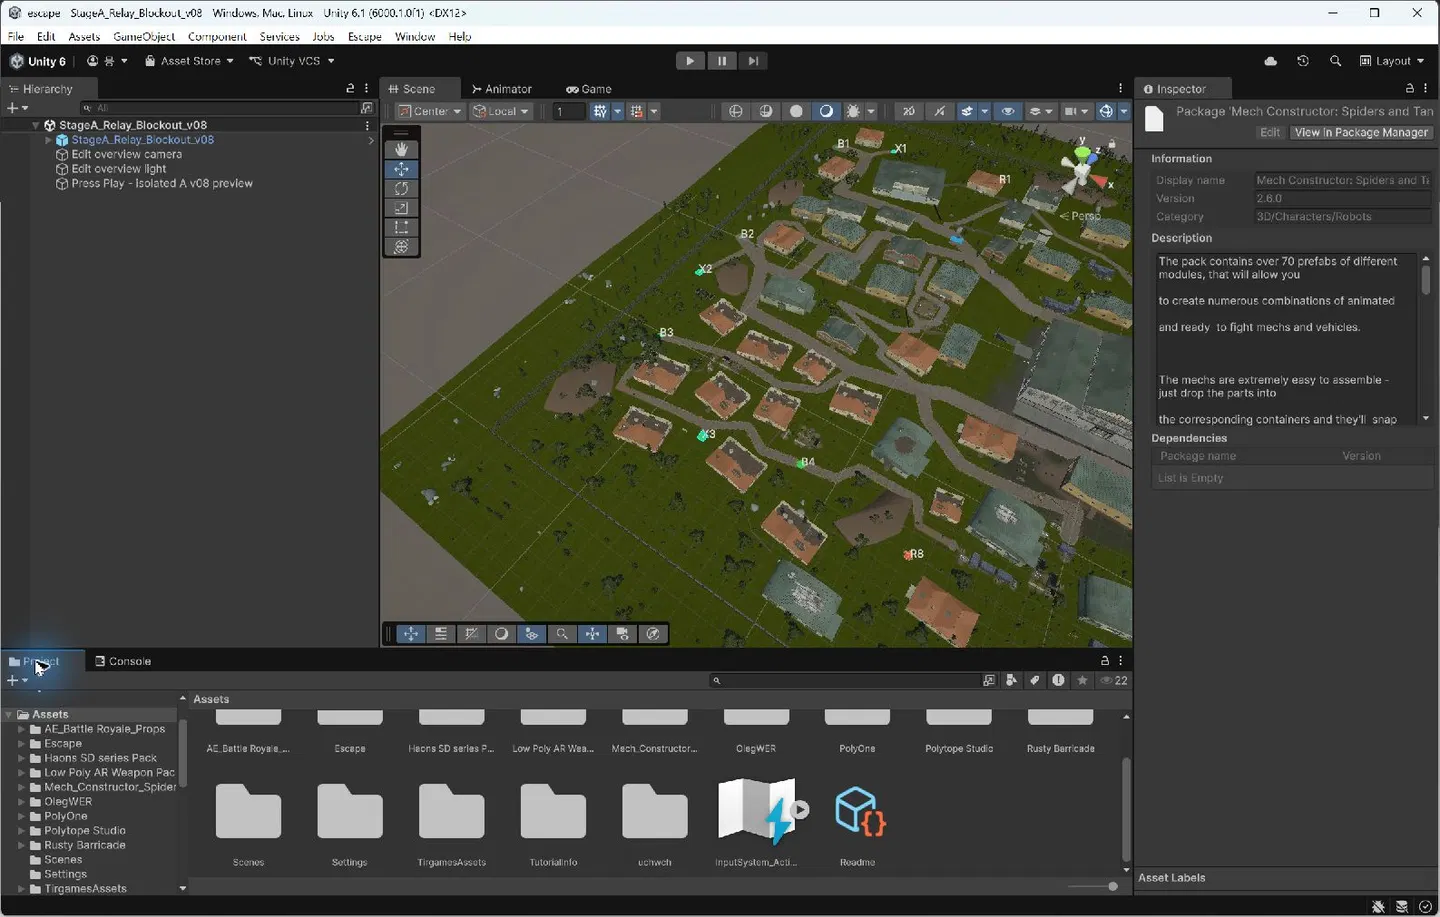 escape - StageA_Relay_Blockout_v08 - Windows, Mac, Linux - Unity 6.1 (6000.1.0f1) <DX12>
File Edit Assets GameObject Component Services Jobs Escape Window Help
Unity 6 Asset Store Unity VCS Layout
Hierarchy
All
StageA_Relay_Blockout_v08
StageA_Relay_Blockout_v08
Edit overview camera
Edit overview light
Press Play - Isolated A v08 preview
Scene Animator Game
Center Local 1 2D
B1
X1
R1
B2
X2
B3
X3
B4
R8
y
z
x
Persp
Inspector
Package 'Mech Constructor: Spiders and Tan
Edit View in Package Manager
Information
Display name Mech Constructor: Spiders and Ta
Version 2.6.0
Category 3D/Characters/Robots
Description
The pack contains over 70 prefabs of different
modules, that will allow you
to create numerous combinations of animated
and ready to fight mechs and vehicles.
The mechs are extremely easy to assemble -
just drop the parts into
the corresponding containers and they'll snap
Dependencies
Package name Version
List is Empty
Asset Labels
Project Console
22
Assets
AE_Battle Royale_Props
Escape
Haons SD series Pack
Low Poly AR Weapon Pac
Mech_Constructor_Spider
OlegWER
PolyOne
Polytope Studio
Rusty Barricade
Scenes
Settings
TirgamesAssets
Assets
AE_Battle Royale_... Escape Haons SD series P... Low Poly AR Wea... Mech_Constructor... OlegWER PolyOne Polytope Studio Rusty Barricade
Scenes Settings TirgamesAssets TutorialInfo uchwch InputSystem_Acti... Readme